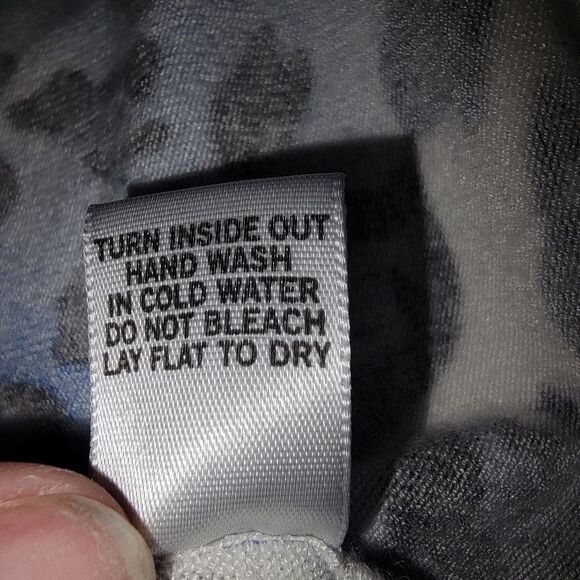 TURN INSIDE OUT
HAND WASH
IN COLD WATER
DO NOT BLEACH
LAY FLAT TO DRY